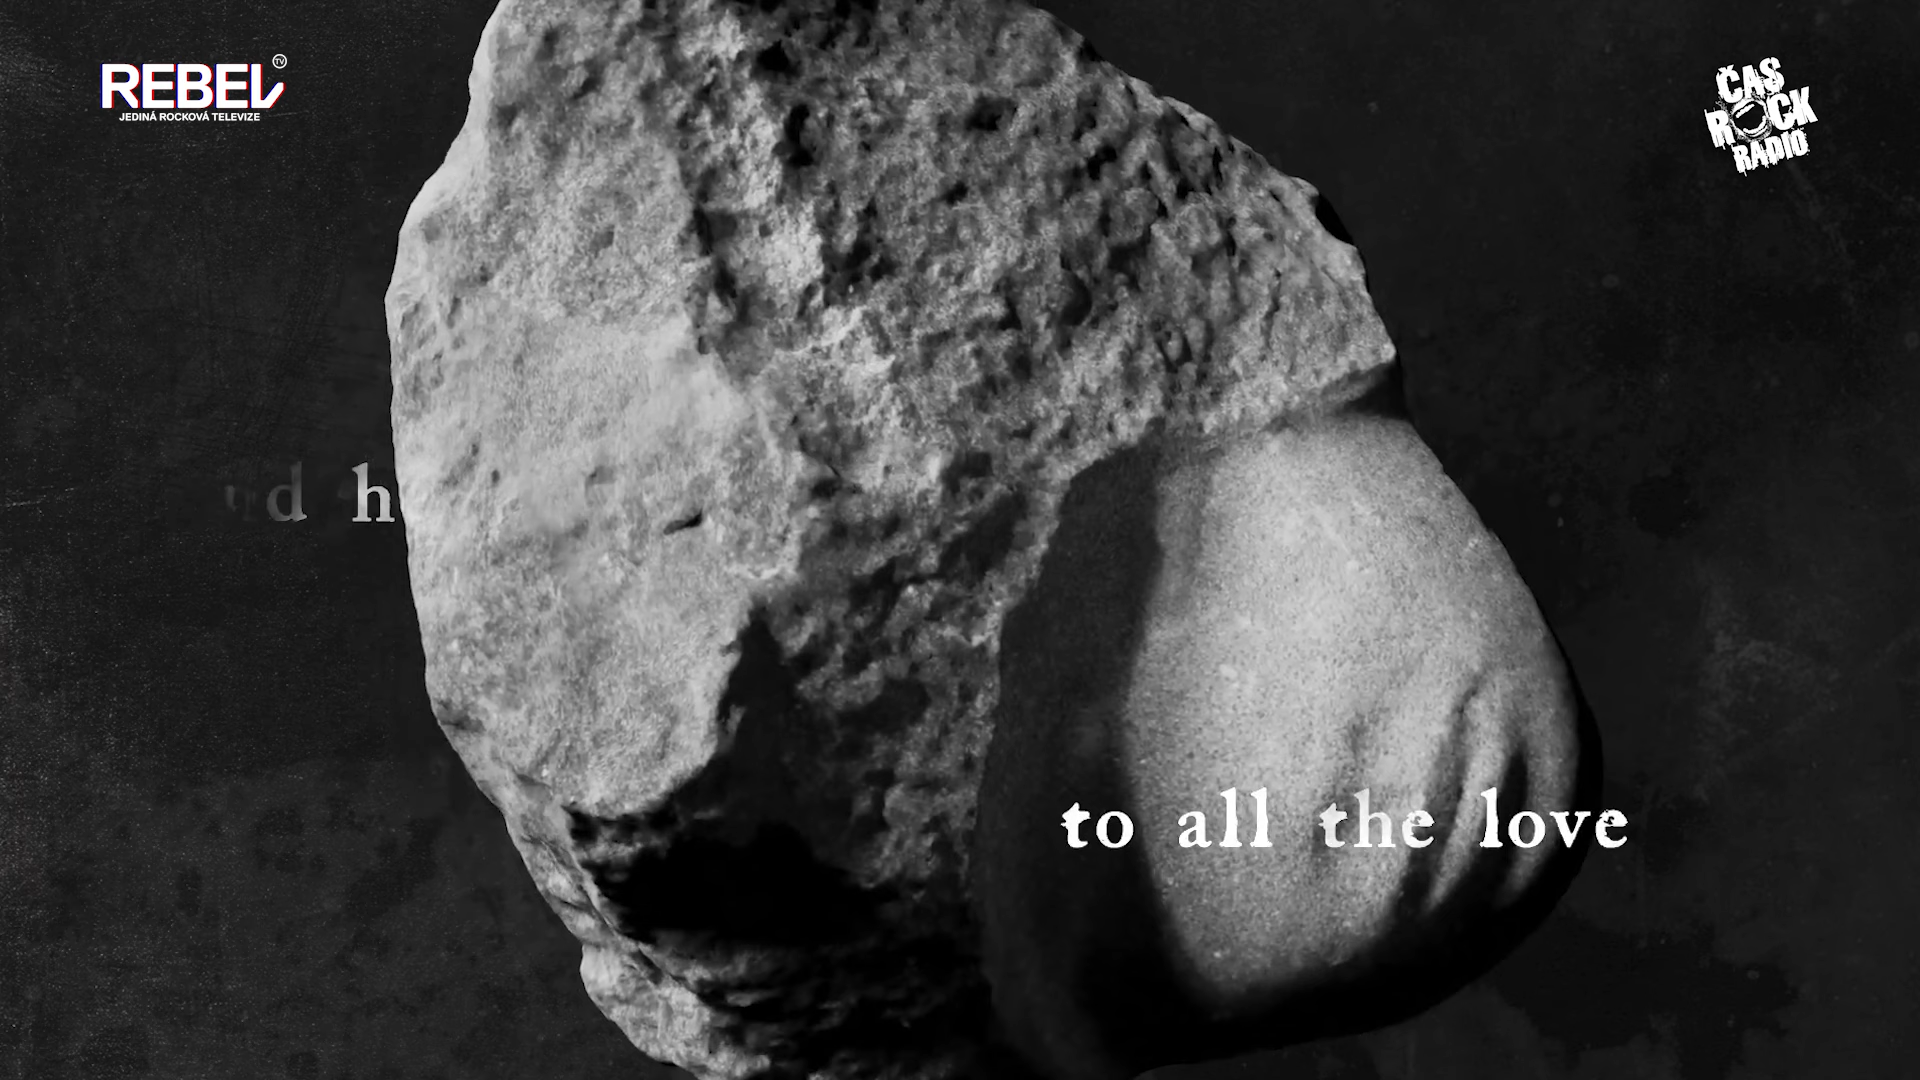 REBEL
TV
JEDINÁ ROCKOVÁ TELEVIZE
ČAS
ROCK
RADIO
d h
to all the love